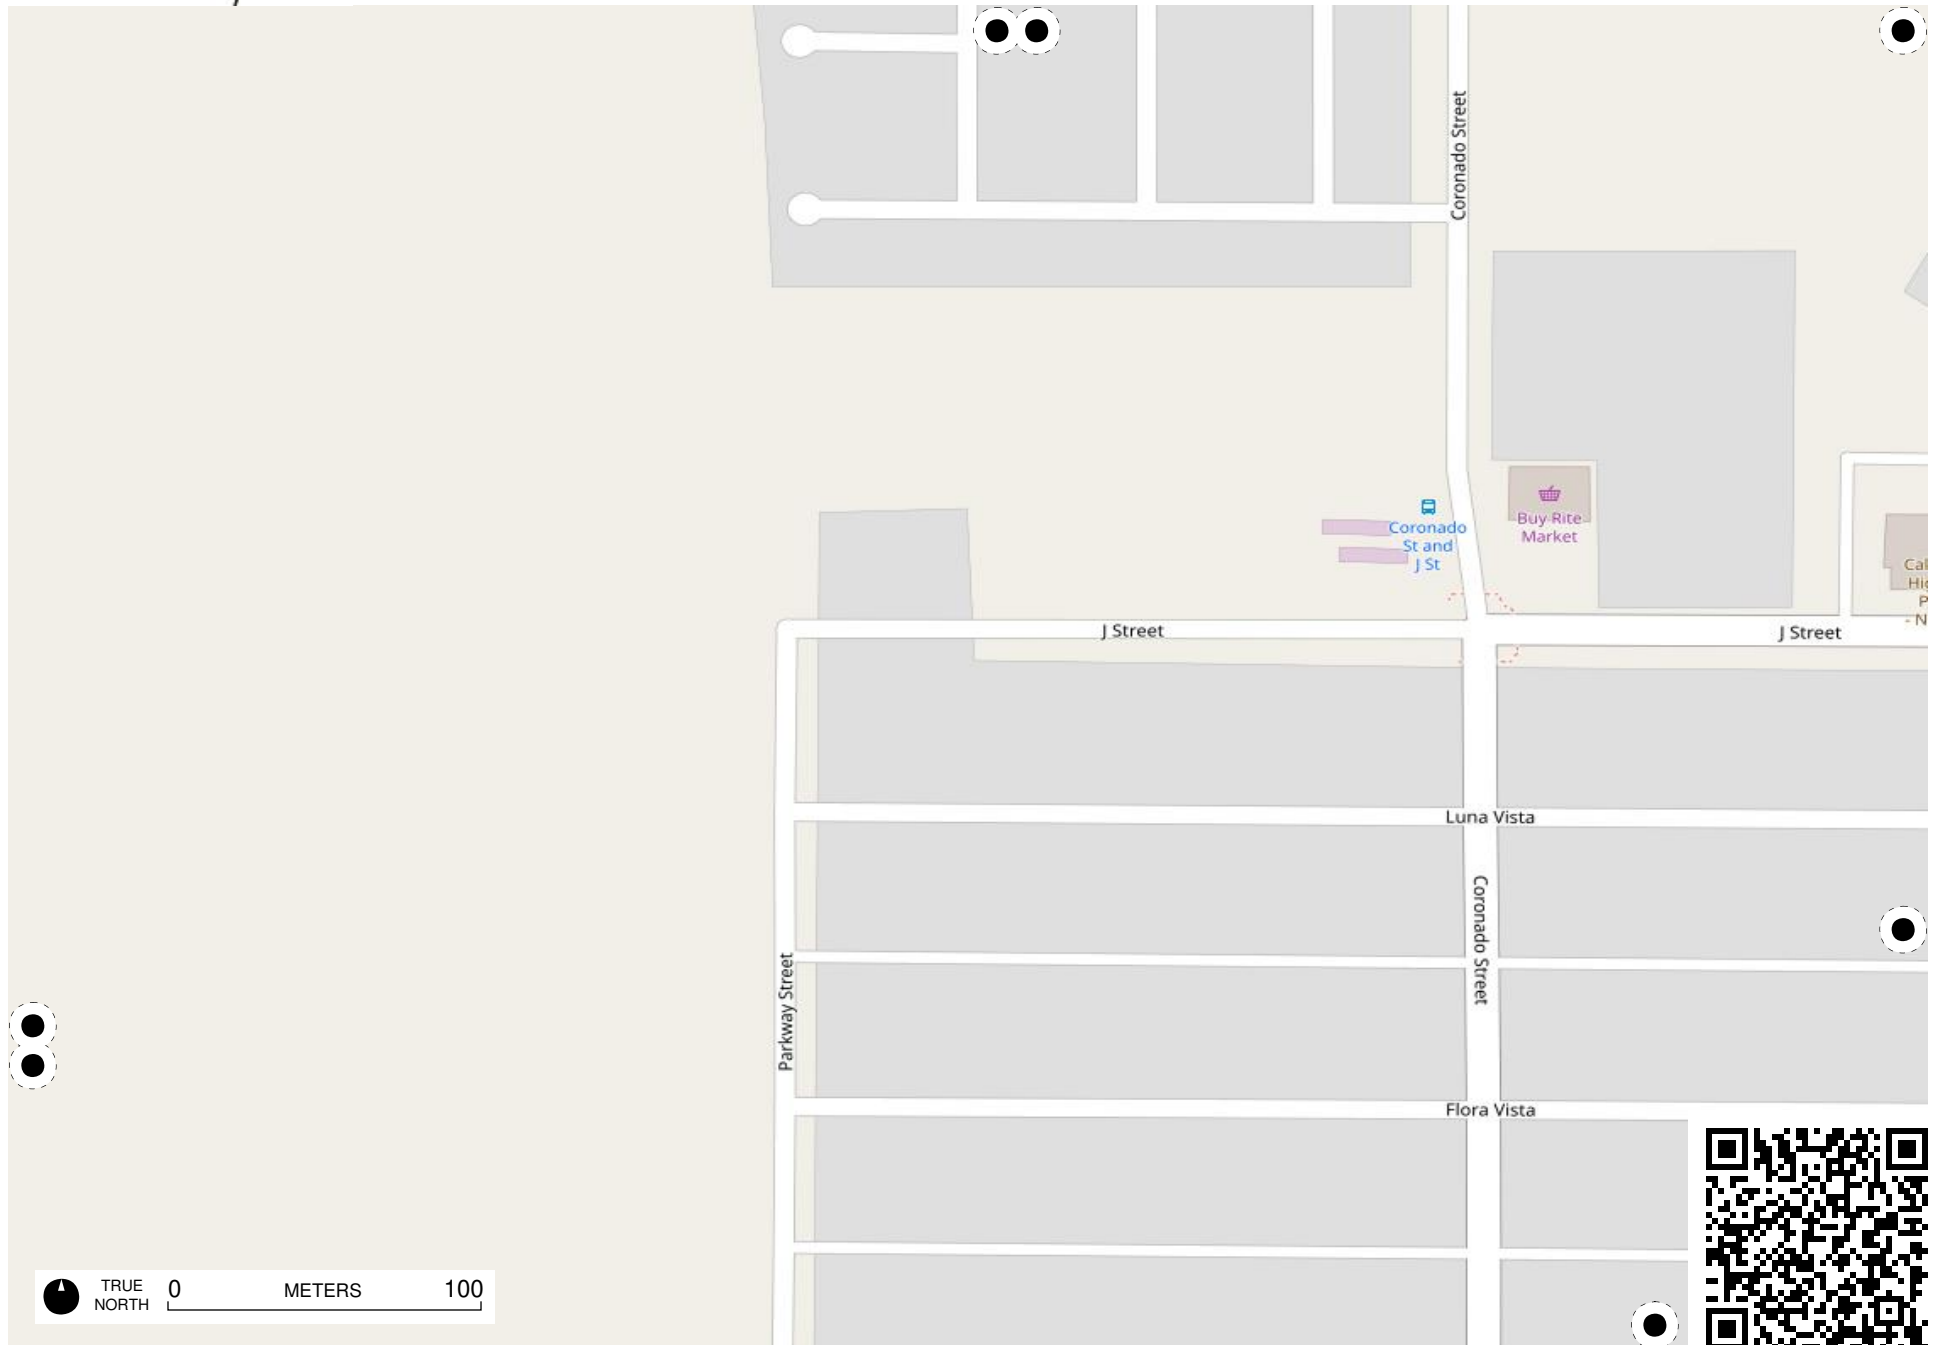 Coronado Street
Buy Rite
Market
Coronado
St and
J St
J Street
J Street
Luna Vista
Coronado Street
Parkway Street
Flora Vista
TRUE
NORTH
0 METERS 100